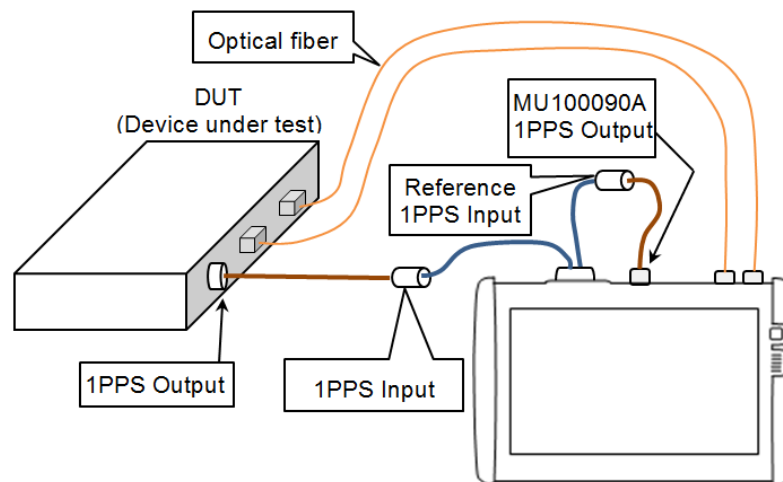 Optical fiber
DUT
(Device under test)
MU100090A
1PPS Output
Reference
1PPS Input
1PPS Output
1PPS Input